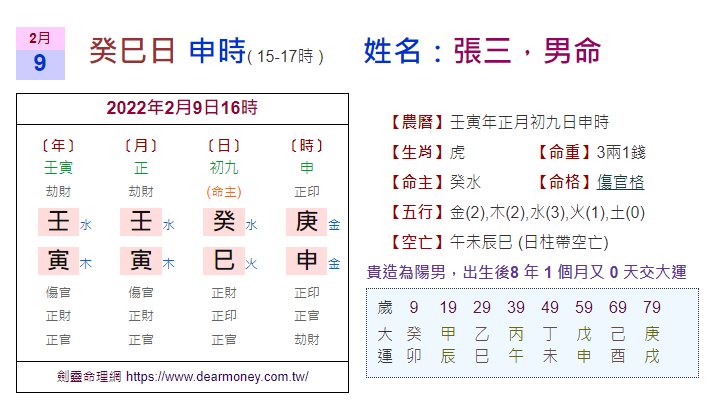 2月
9
癸巳日 申時( 15-17時 )
姓名：張三，男命
2022年2月9日16時
〔年〕 〔月〕 〔日〕 〔時〕
壬寅 正 初九 申
劫財 劫財 (命主) 正印
壬水 壬水 癸水 庚金
寅木 寅木 巳火 申金
傷官 傷官 正財 正印
正財 正財 正印 正官
正官 正官 正官 劫財
劍靈命理網 https://www.dearmoney.com.tw/
【農曆】壬寅年正月初九日申時
【生肖】虎 【命重】3兩1錢
【命主】癸水 【命格】傷官格
【五行】金(2),木(2),水(3),火(1),土(0)
【空亡】午未辰巳 (日柱帶空亡)
貴造為陽男，出生後8 年 1 個月又 0 天交大運
歲 9 19 29 39 49 59 69 79
大 癸 甲 乙 丙 丁 戊 己 庚
運 卯 辰 巳 午 未 申 酉 戌